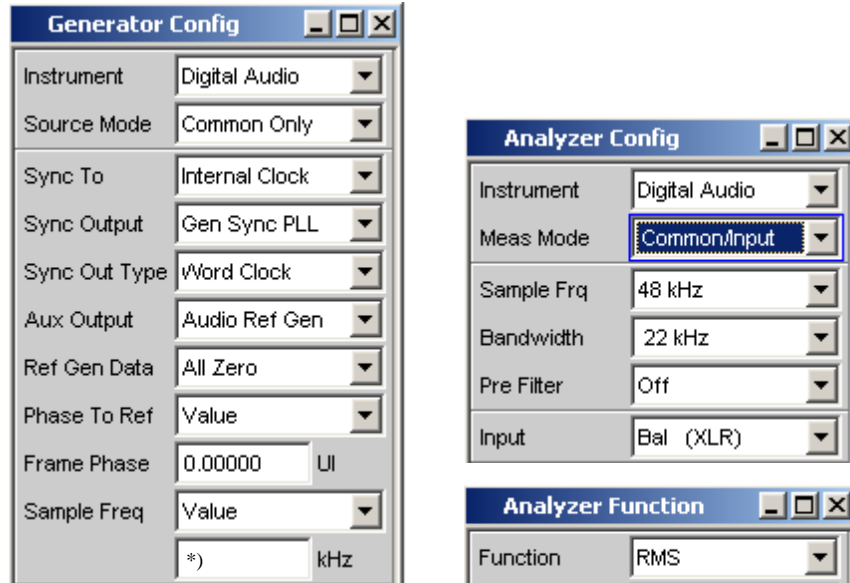 Generator Config
Instrument Digital Audio
Source Mode Common Only
Sync To Internal Clock
Sync Output Gen Sync PLL
Sync Out Type Word Clock
Aux Output Audio Ref Gen
Ref Gen Data All Zero
Phase To Ref Value
Frame Phase 0.00000 UI
Sample Freq Value
*) kHz
Analyzer Config
Instrument Digital Audio
Meas Mode Common/Input
Sample Frq 48 kHz
Bandwidth 22 kHz
Pre Filter Off
Input Bal (XLR)
Analyzer Function
Function RMS